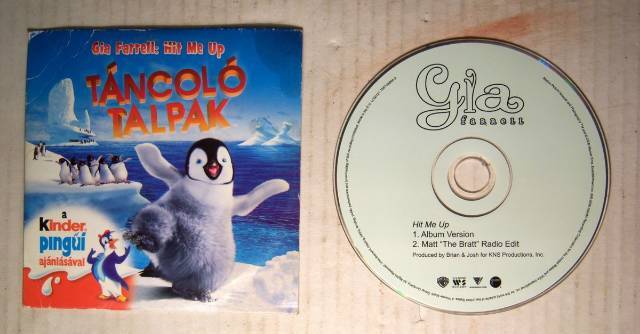 Gia Farrell: Hit Me Up
TÁNCOLÓ
TALPAK
a
kinder
pingüí
ajánlásával
Gia
farrell
Hit Me Up
1. Album Version
2. Matt "The Bratt" Radio Edit
Produced by Brian & Josh for KNS Productions, Inc.